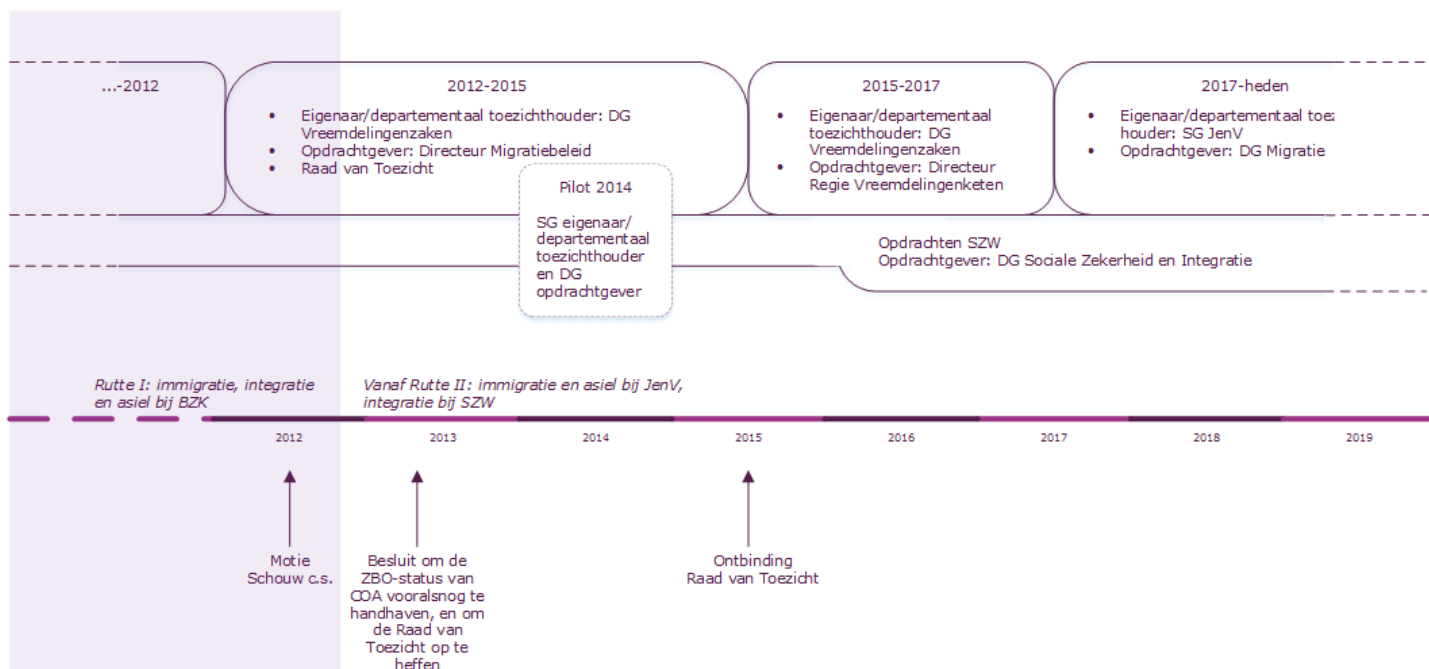 ...-2012
2012-2015
• Eigenaar/departementaal toezichthouder: DG
Vreemdelingenzaken
• Opdrachtgever: Directeur Migratiebeleid
• Raad van Toezicht
Pilot 2014
SG eigenaar/
departementaal
toezichthouder
en DG
opdrachtgever
2015-2017
• Eigenaar/departementaal
toezichthouder: DG
Vreemdelingenzaken
• Opdrachtgever: Directeur
Regie Vreemdelingenketen
2017-heden
• Eigenaar/departementaal
houder: SG JenV
• Opdrachtgever: DG Migratie
Opdrachten SZW
Opdrachtgever: DG Sociale Zekerheid en Integratie
Rutte I: immigratie, integratie
en asiel bij BZK
Vanaf Rutte II: immigratie en asiel bij JenV,
integratie bij SZW
2012
2013
2014
2015
2016
2017
2018
2019
Motie
Schouw c.s.
Besluit om de
ZBO-status van
COA vooralsnog te
handhaven, en om
de Raad van
Toezicht op te
heffen
Ontbinding
Raad van Toezicht